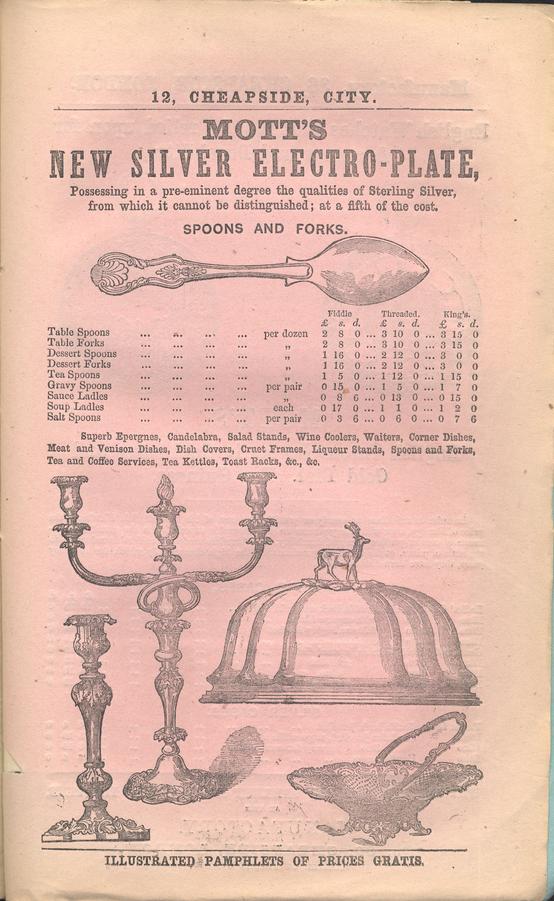 12, CHEAPSIDE, CITY.
MOTT'S
NEW SILVER ELECTRO-PLATE,
Possessing in a pre-eminent degree the qualities of Sterling Silver,
from which it cannot be distinguished; at a fifth of the cost.
SPOONS AND FORKS.
Fiddle Threaded. King's.
£ s. d. £ s. d. £ s. d.
Table Spoons ... ... ... ... per dozen 2 8 0 ... 3 10 0 ... 3 15 0
Table Forks ... ... ... ... „ 2 8 0 ... 3 10 0 ... 3 15 0
Dessert Spoons ... ... ... ... „ 1 16 0 ... 2 12 0 ... 3 0 0
Dessert Forks ... ... ... ... „ 1 16 0 ... 2 12 0 ... 3 0 0
Tea Spoons ... ... ... ... „ 1 5 0 ... 1 12 0 ... 1 15 0
Gravy Spoons ... ... ... ... per pair 0 15 0 ... 1 5 0 ... 1 7 0
Sauce Ladles ... ... ... ... „ 0 8 6 ... 0 13 0 ... 0 15 0
Soup Ladles ... ... ... ... each 0 17 0 ... 1 1 0 ... 1 2 0
Salt Spoons ... ... ... ... per pair 0 3 6 ... 0 6 0 ... 0 7 6
Superb Epergnes, Candelabra, Salad Stands, Wine Coolers, Waiters, Corner Dishes,
Meat and Venison Dishes, Dish Covers, Cruet Frames, Liqueur Stands, Spoons and Forks,
Tea and Coffee Services, Tea Kettles, Toast Racks, &c., &c.
ILLUSTRATED PAMPHLETS OF PRICES GRATIS.